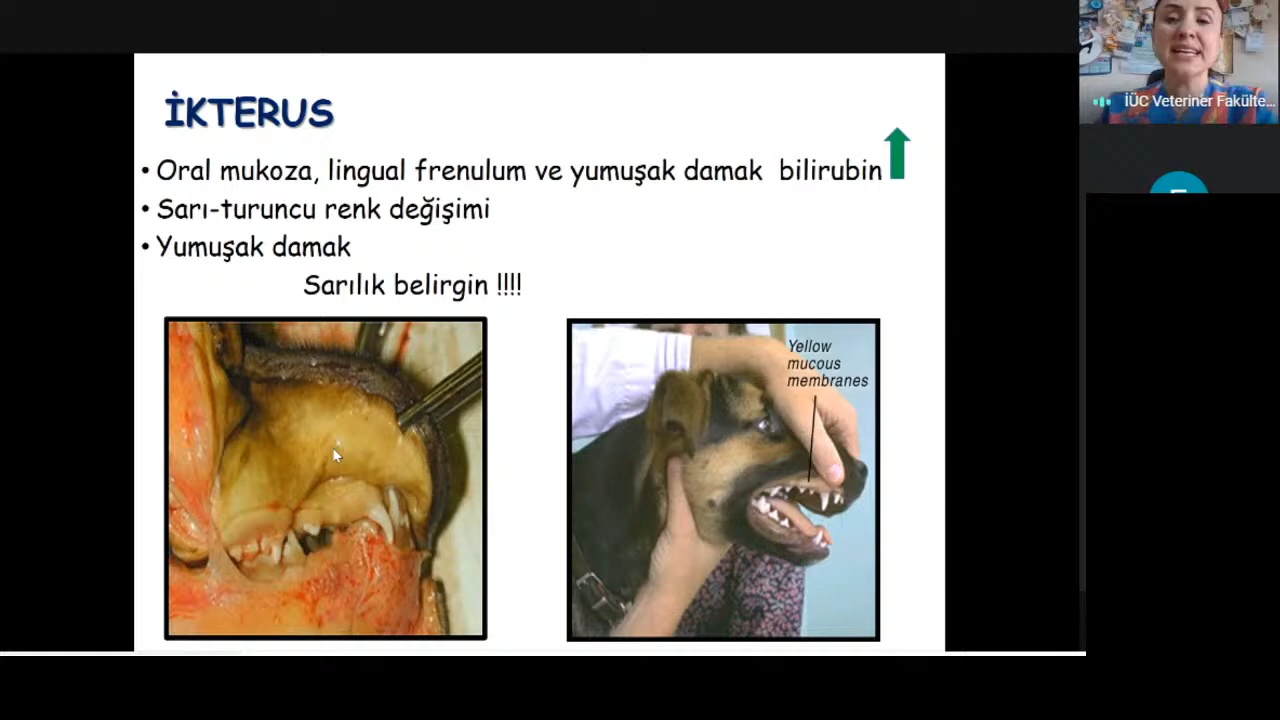 İÜC Veteriner Fakülte...
İKTERUS
• Oral mukoza, lingual frenulum ve yumuşak damak bilirubin
• Sarı-turuncu renk değişimi
• Yumuşak damak
Sarılık belirgin !!!!
Yellow
mucous
membranes